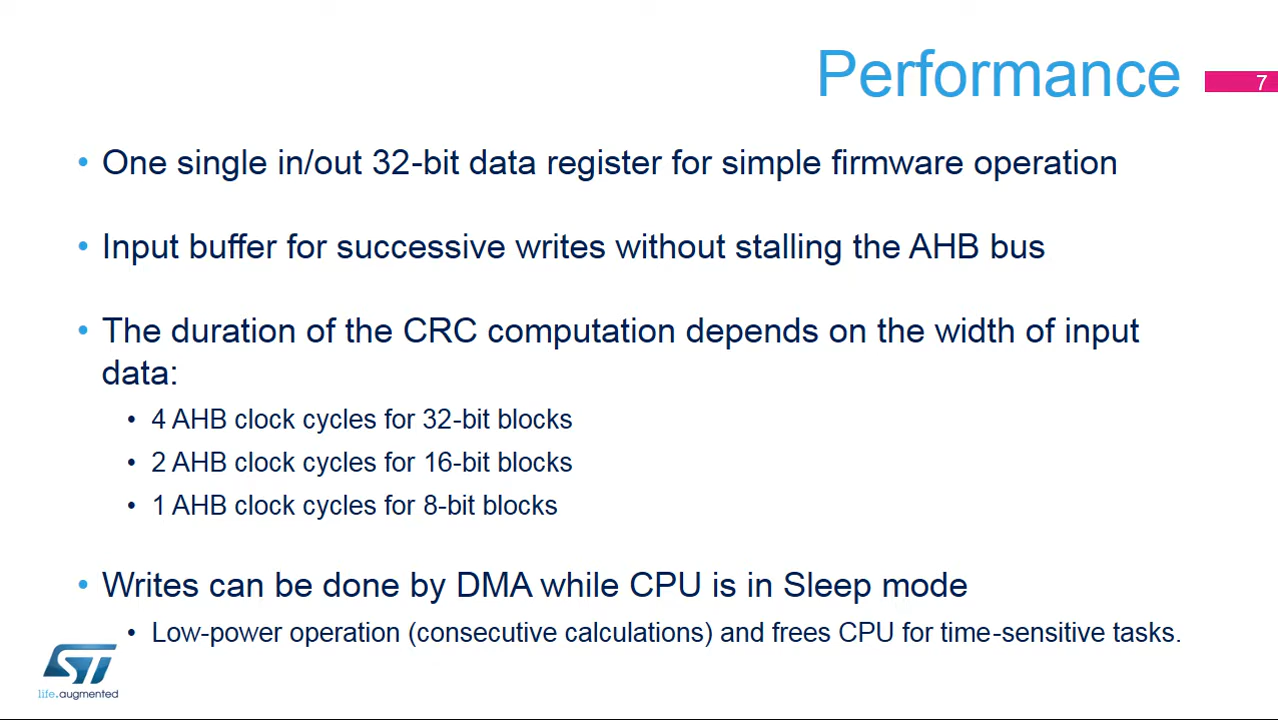 Performance
7
• One single in/out 32-bit data register for simple firmware operation
• Input buffer for successive writes without stalling the AHB bus
• The duration of the CRC computation depends on the width of input
data:
• 4 AHB clock cycles for 32-bit blocks
• 2 AHB clock cycles for 16-bit blocks
• 1 AHB clock cycles for 8-bit blocks
• Writes can be done by DMA while CPU is in Sleep mode
• Low-power operation (consecutive calculations) and frees CPU for time-sensitive tasks.
ST
life.augmented